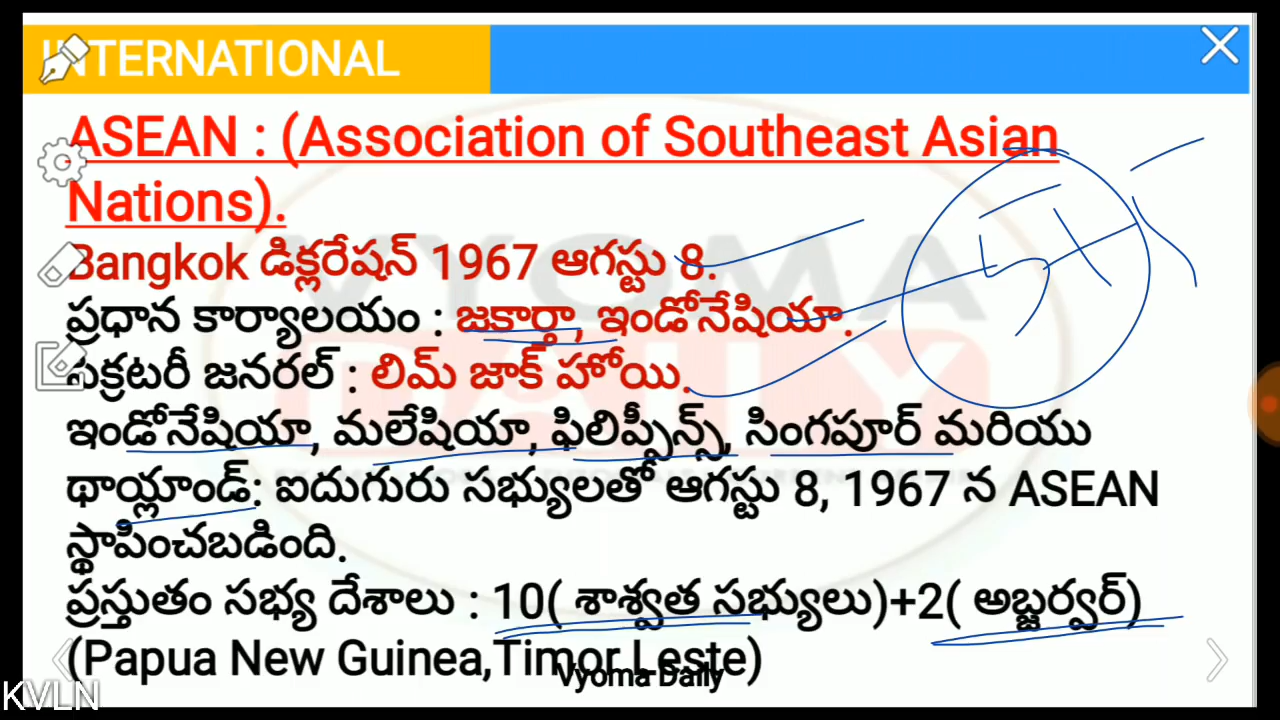 INTERNATIONAL
ASEAN : (Association of Southeast Asian
Nations).
Bangkok డిక్లరేషన్ 1967 ఆగస్టు 8.
ప్రధాన కార్యాలయం : జకార్తా, ఇండోనేషియా.
సెక్రటరీ జనరల్ : లిమ్ జాక్ హోయి.
ఇండోనేషియా, మలేషియా, ఫిలిప్పీన్స్, సింగపూర్ మరియు
థాయ్లాండ్: ఐదుగురు సభ్యులతో ఆగస్టు 8, 1967 న ASEAN
స్థాపించబడింది.
ప్రస్తుతం సభ్య దేశాలు : 10( శాశ్వత సభ్యులు)+2( అబ్జర్వర్)
(Papua New Guinea,Timor Leste)
Vyoma Daily
KVLN
VYOMA
DAILY